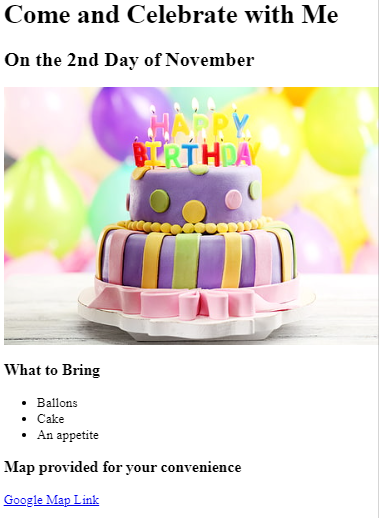 Come and Celebrate with Me
On the 2nd Day of November
HAPPY
BIRTHDAY
What to Bring
Ballons
Cake
An appetite
Map provided for your convenience
Google Map Link